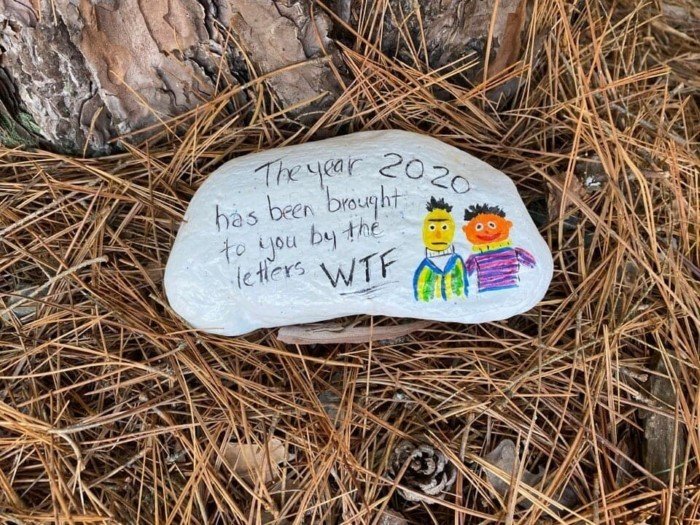 The year 2020
has been brought
to you by the
letters WTF